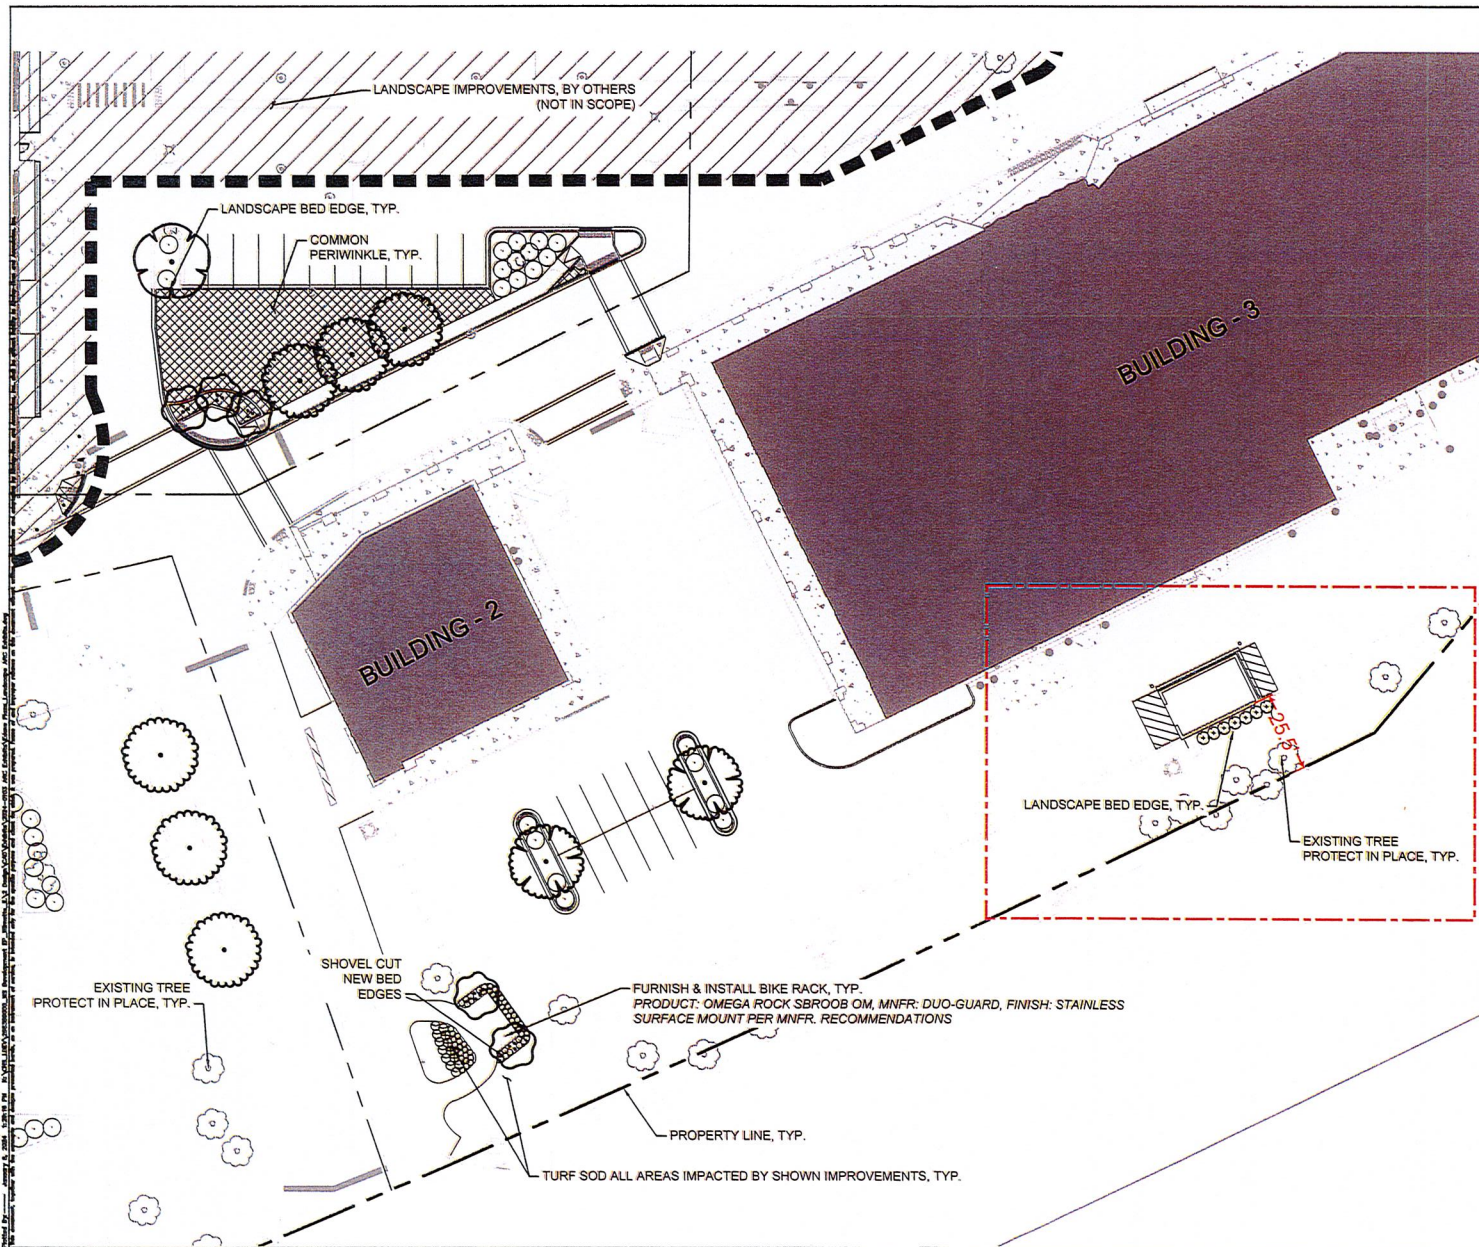 LANDSCAPE IMPROVEMENTS, BY OTHERS
(NOT IN SCOPE)
LANDSCAPE BED EDGE, TYP.
COMMON
PERIWINKLE, TYP.
BUILDING - 3
BUILDING - 2
25.5'
LANDSCAPE BED EDGE, TYP.
EXISTING TREE
PROTECT IN PLACE, TYP.
SHOVEL CUT
NEW BED
EDGES
EXISTING TREE
PROTECT IN PLACE, TYP.
FURNISH & INSTALL BIKE RACK, TYP.
PRODUCT: OMEGA ROCK SBROOB OM, MNFR: DUO-GUARD, FINISH: STAINLESS
SURFACE MOUNT PER MNFR. RECOMMENDATIONS
PROPERTY LINE, TYP.
TURF SOD ALL AREAS IMPACTED BY SHOWN IMPROVEMENTS, TYP.